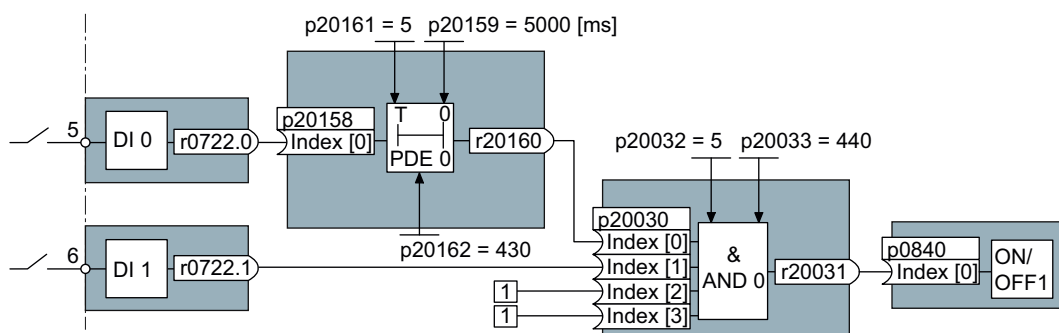 p20161 = 5 p20159 = 5000 [ms]
5 DI 0 r0722.0
p20158
Index [0]
T 0
PDE 0
r20160
p20162 = 430
6 DI 1 r0722.1
p20032 = 5 p20033 = 440
p20030
Index [0]
Index [1]
1 Index [2]
1 Index [3]
&
AND 0
r20031
p0840
Index [0]
ON/
OFF1